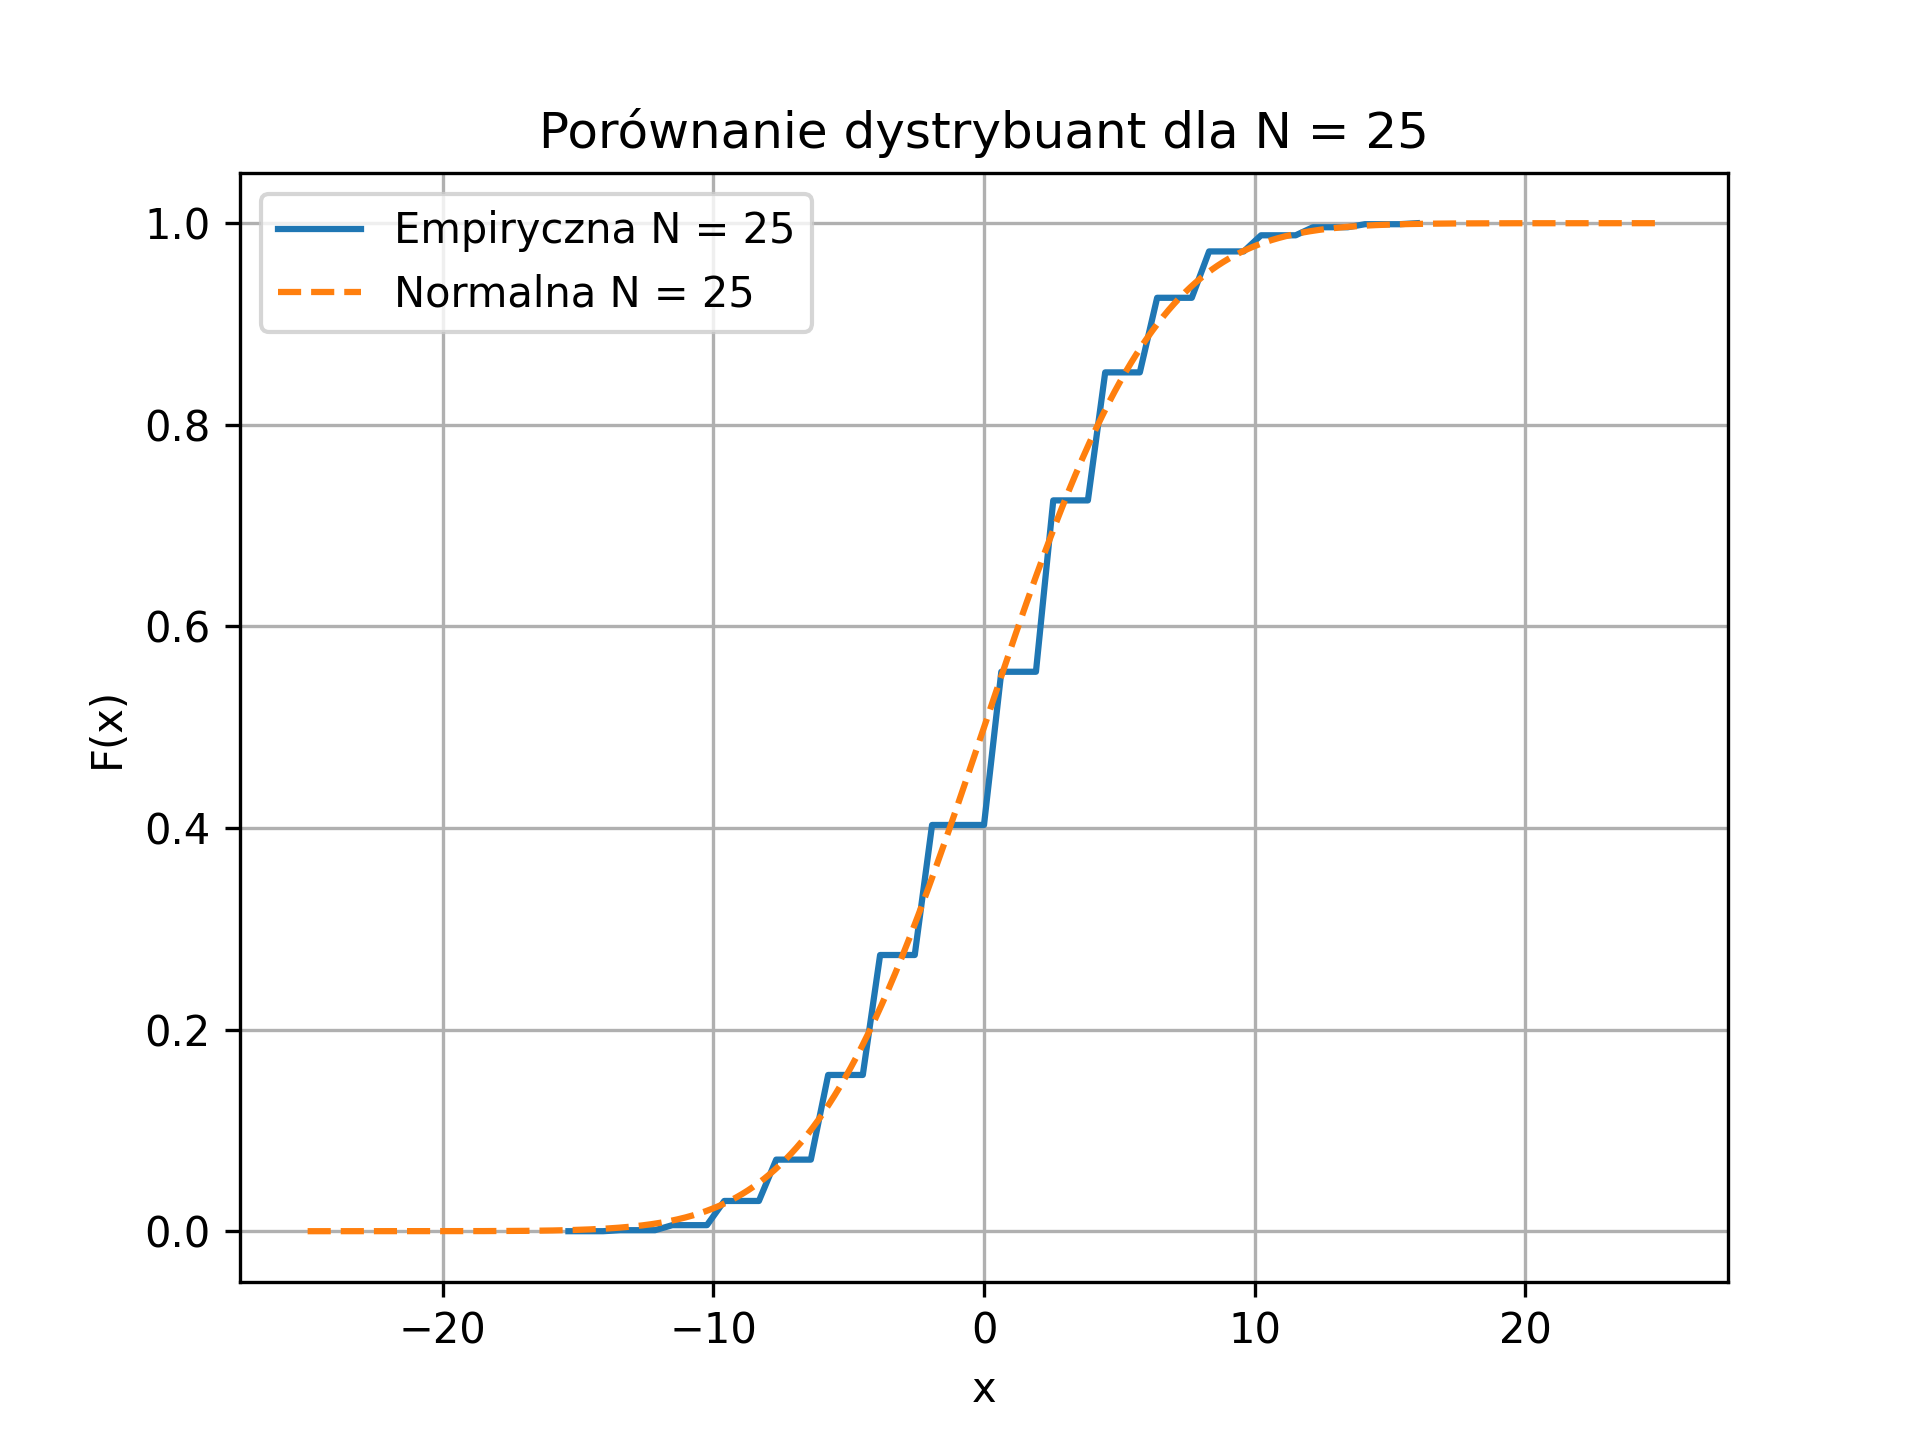 Porównanie dystrybuant dla N = 25
Empiryczna N = 25
Normalna N = 25
1.0
0.8
0.6
0.4
0.2
0.0
F(x)
−20
−10
0
10
20
x